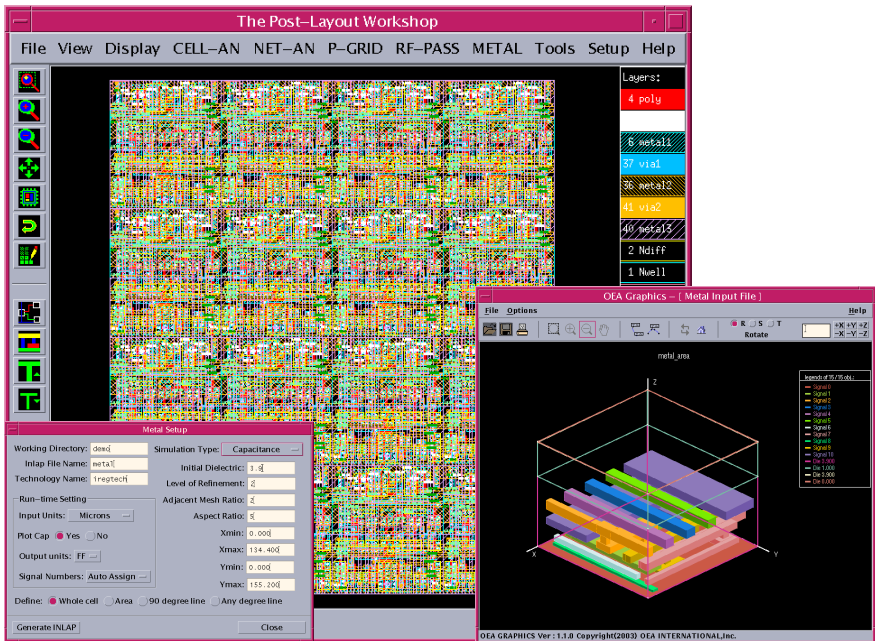 The Post-Layout Workshop
File View Display CELL-AN NET-AN P-GRID RF-PASS METAL Tools Setup Help
Layers:
4 poly
6 metal1
37 via1
36 metal2
41 via2
40 metal3
2 Ndiff
1 Nwell
OEA Graphics - [ Metal Input File ]
File Options Help
R S T
Rotate
+X +Y +Z
-X -Y -Z
metal_area
Z
X
Y
legends of 15 / 15 obj.:
Signal 0
Signal 1
Signal 2
Signal 3
Signal 4
Signal 5
Signal 6
Signal 7
Signal 8
Signal 9
Signal 10
Die 3.900
Die 1.000
Die 3.900
Die 0.000
OEA GRAPHICS Ver : 1.1.0 Copyright(2003) OEA INTERNATIONAL,Inc.
Metal Setup
Working Directory: demo
Inlap File Name: metal
Technology Name: iregtech
Run-time Setting
Input Units: Microns
Plot Cap Yes No
Output units: FF
Signal Numbers: Auto Assign
Simulation Type: Capacitance
Initial Dielectric: 3.9
Level of Refinement: 2
Adjacent Mesh Ratio: 2
Aspect Ratio: 5
Xmin: 0.000
Xmax: 134.400
Ymin: 0.000
Ymax: 155.200
Define: Whole cell Area 90 degree line Any degree line
Generate INLAP Close